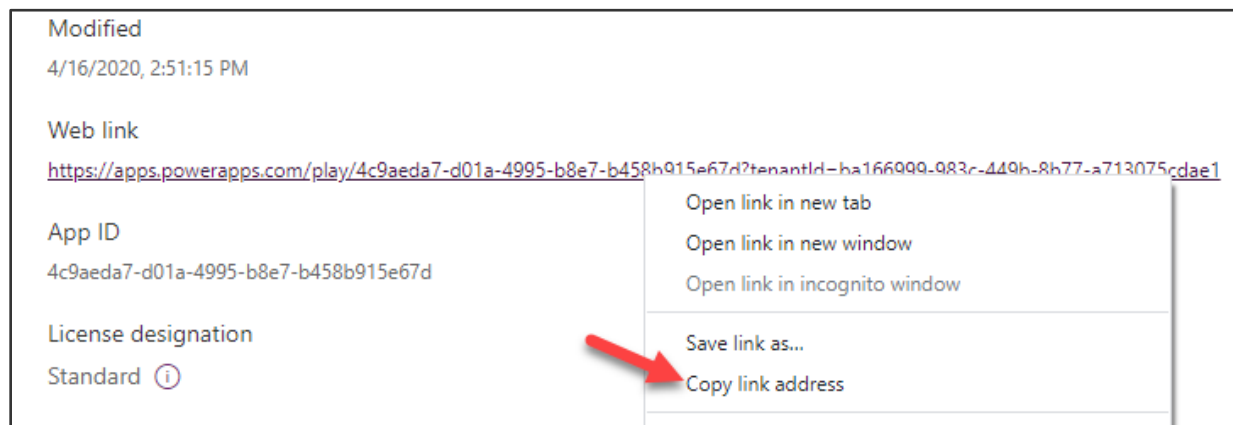 Modified
4/16/2020, 2:51:15 PM
Web link
https://apps.powerapps.com/play/4c9aeda7-d01a-4995-b8e7-b458b915e67d?tenantId=ba166999-983c-449b-8b77-a713075cdae1
Open link in new tab
App ID
Open link in new window
4c9aeda7-d01a-4995-b8e7-b458b915e67d
Open link in incognito window
License designation
Save link as...
Standard
Copy link address